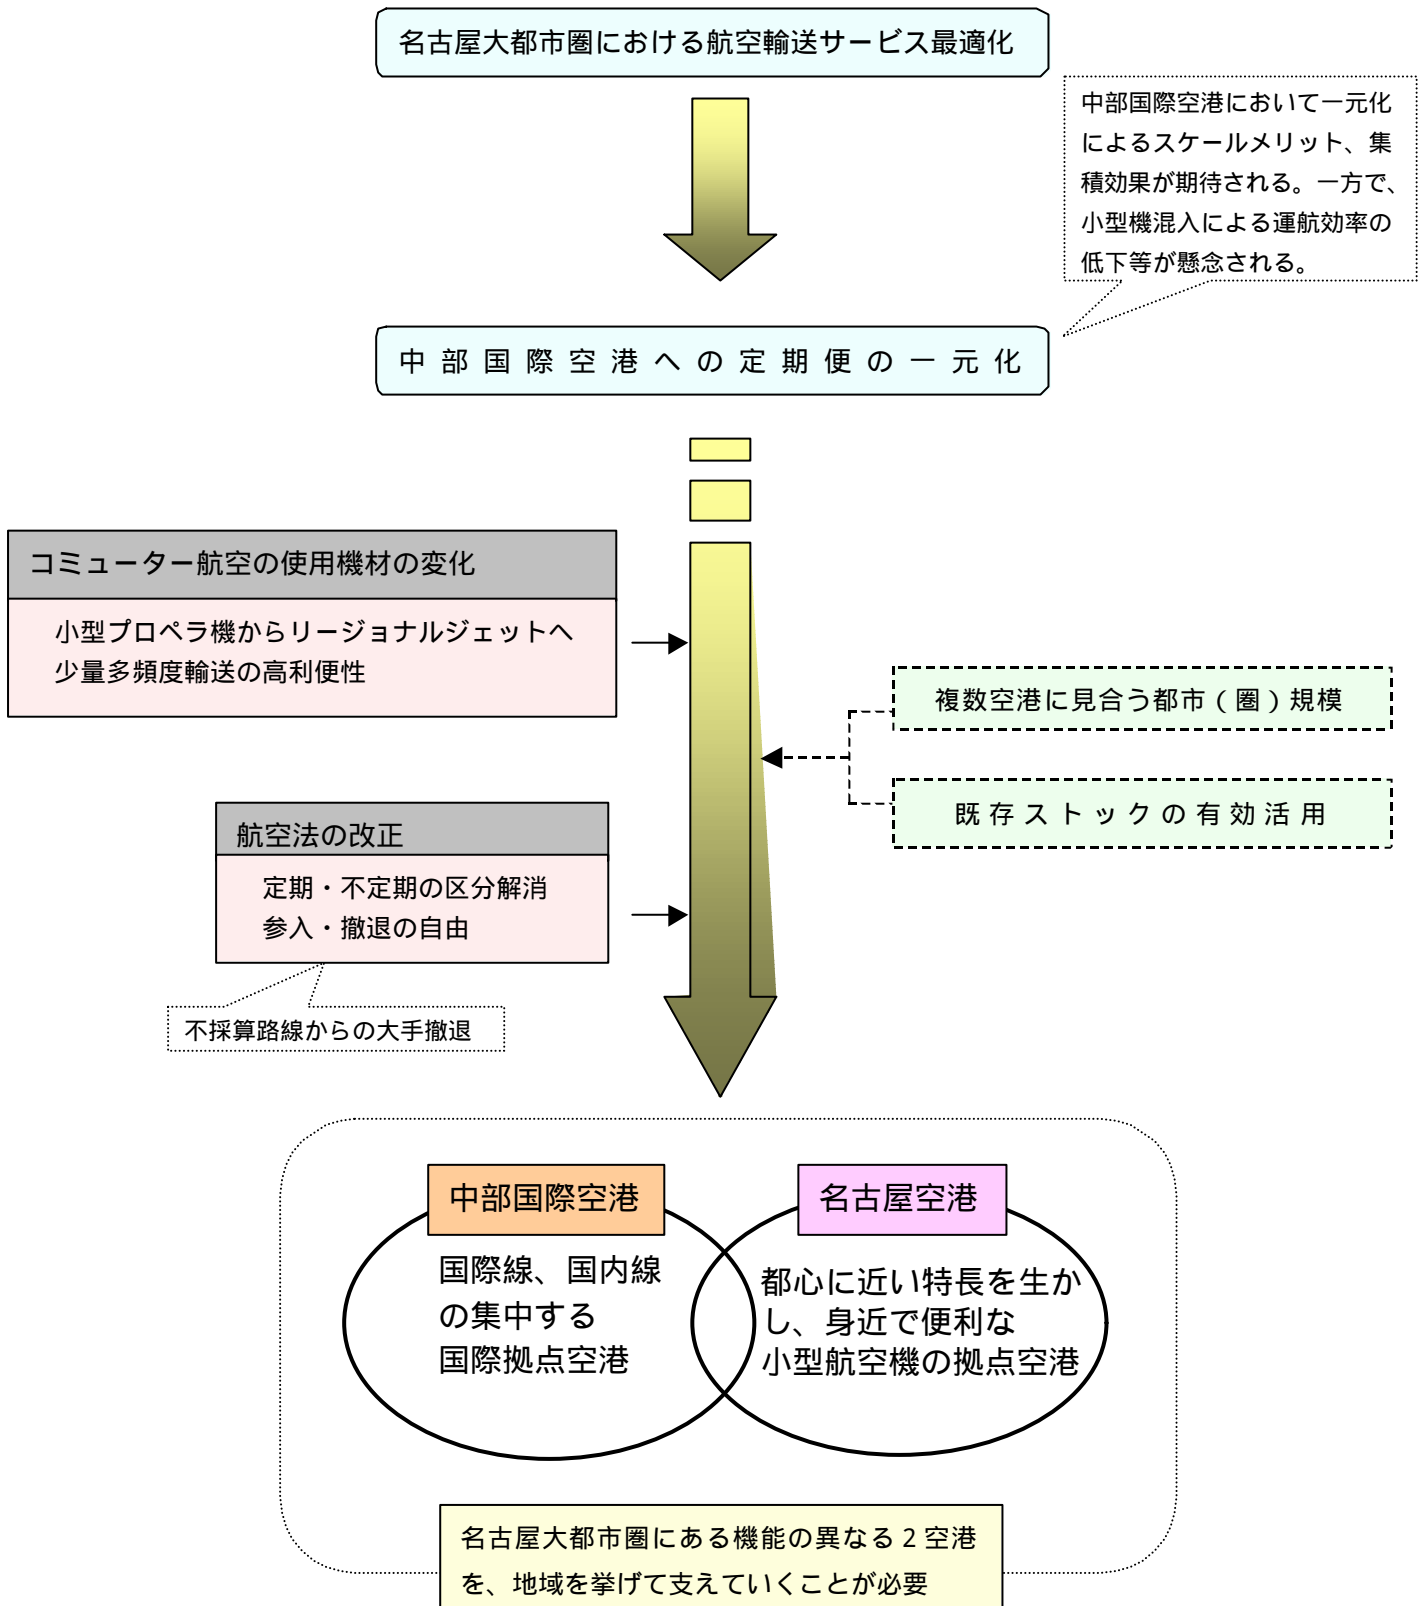 名古屋大都市圏における航空輸送サービス最適化
中部国際空港において一元化
によるスケールメリット、集
積効果が期待される。一方で、
小型機混入による運航効率の
低下等が懸念される。
中部国際空港への定期便の一元化
コミューター航空の使用機材の変化
小型プロペラ機からリージョナルジェットへ
少量多頻度輸送の高利便性
複数空港に見合う都市(圏)規模
既存ストックの有効活用
航空法の改正
定期・不定期の区分解消
参入・撤退の自由
不採算路線からの大手撤退
中部国際空港
国際線、国内線
の集中する
国際拠点空港
名古屋空港
都心に近い特長を生か
し、身近で便利な
小型航空機の拠点空港
名古屋大都市圏にある機能の異なる2空港
を、地域を挙げて支えていくことが必要